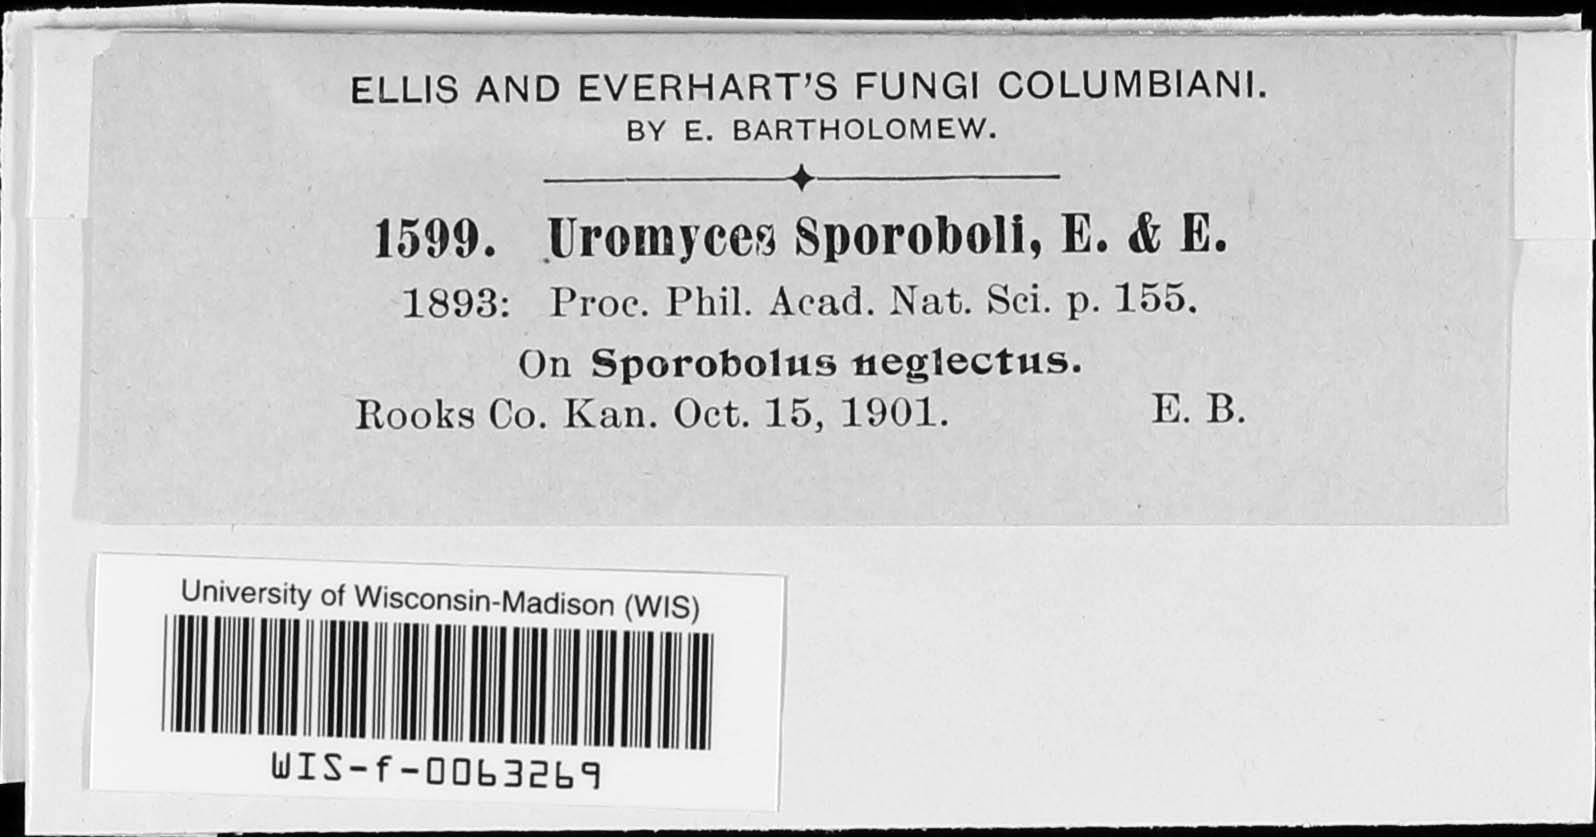 ELLIS AND EVERHART'S FUNGI COLUMBIANI.
BY E. BARTHOLOMEW.
1599. Uromyces Sporoboli, E. & E.
1893: Proc. Phil. Acad. Nat. Sci. p. 155.
On Sporobolus neglectus.
Rooks Co. Kan. Oct. 15, 1901. E. B.
University of Wisconsin-Madison (WIS)
WIS-f-0063269